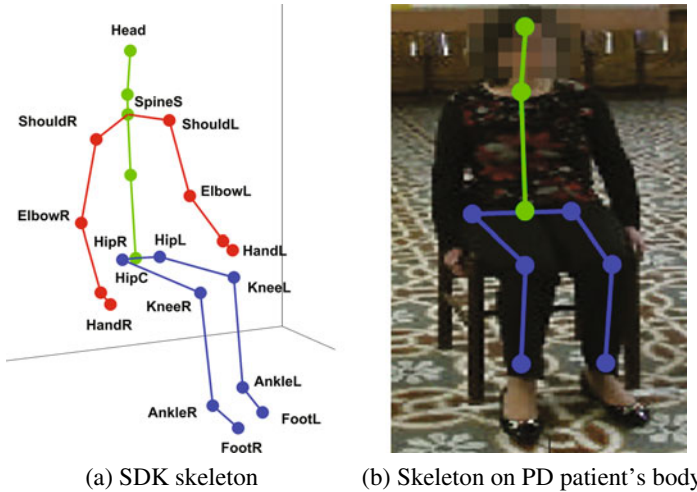 Head
SpineS
ShouldR
ShouldL
ElbowL
ElbowR
HipR
HipL
HandL
HipC
KneeL
KneeR
HandR
AnkleL
AnkleR
FootL
FootR
(a) SDK skeleton
(b) Skeleton on PD patient's body